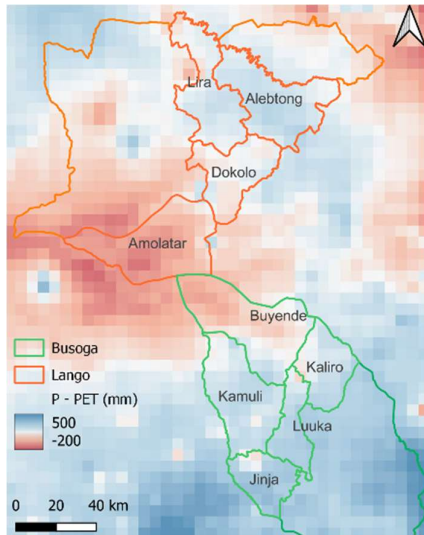 Lira
Alebtong
Dokolo
Amolatar
Buyende
Busoga
Lango
Kaliro
P - PET (mm)
Kamuli
500
-200
Luuka
Jinja
0 20 40 km